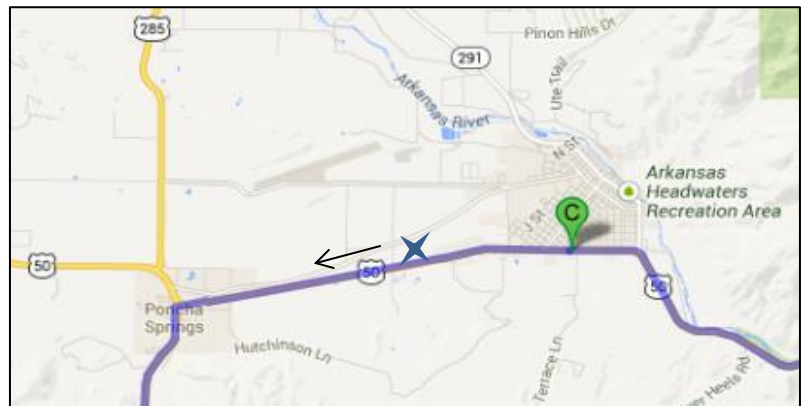 285
Pinon Hills Dr
291
Ute Trail
Arkansas River
N St
Arkansas
Headwaters
Recreation Area
J St
C
50
50
50
Poncha
Springs
Hutchinson Ln
Terrace Ln
Heels Rd